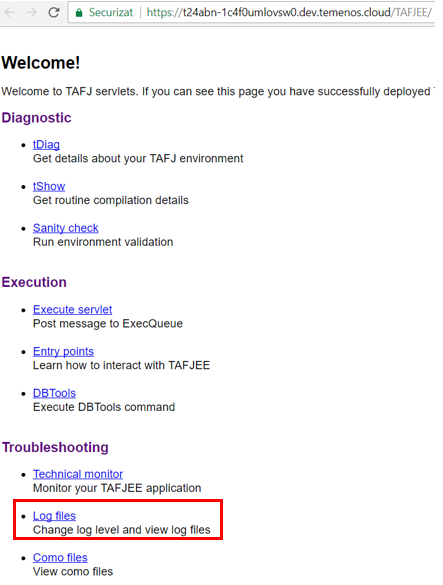 Securizat https://t24abn-1c4f0umlovsw0.dev.temenos.cloud/TAFJEE/
Welcome!
Welcome to TAFJ servlets. If you can see this page you have successfully deployed
Diagnostic
tDiag
Get details about your TAFJ environment
tShow
Get routine compilation details
Sanity check
Run environment validation
Execution
Execute servlet
Post message to ExecQueue
Entry points
Learn how to interact with TAFJEE
DBTools
Execute DBTools command
Troubleshooting
Technical monitor
Monitor your TAFJEE application
Log files
Change log level and view log files
Como files
View como files